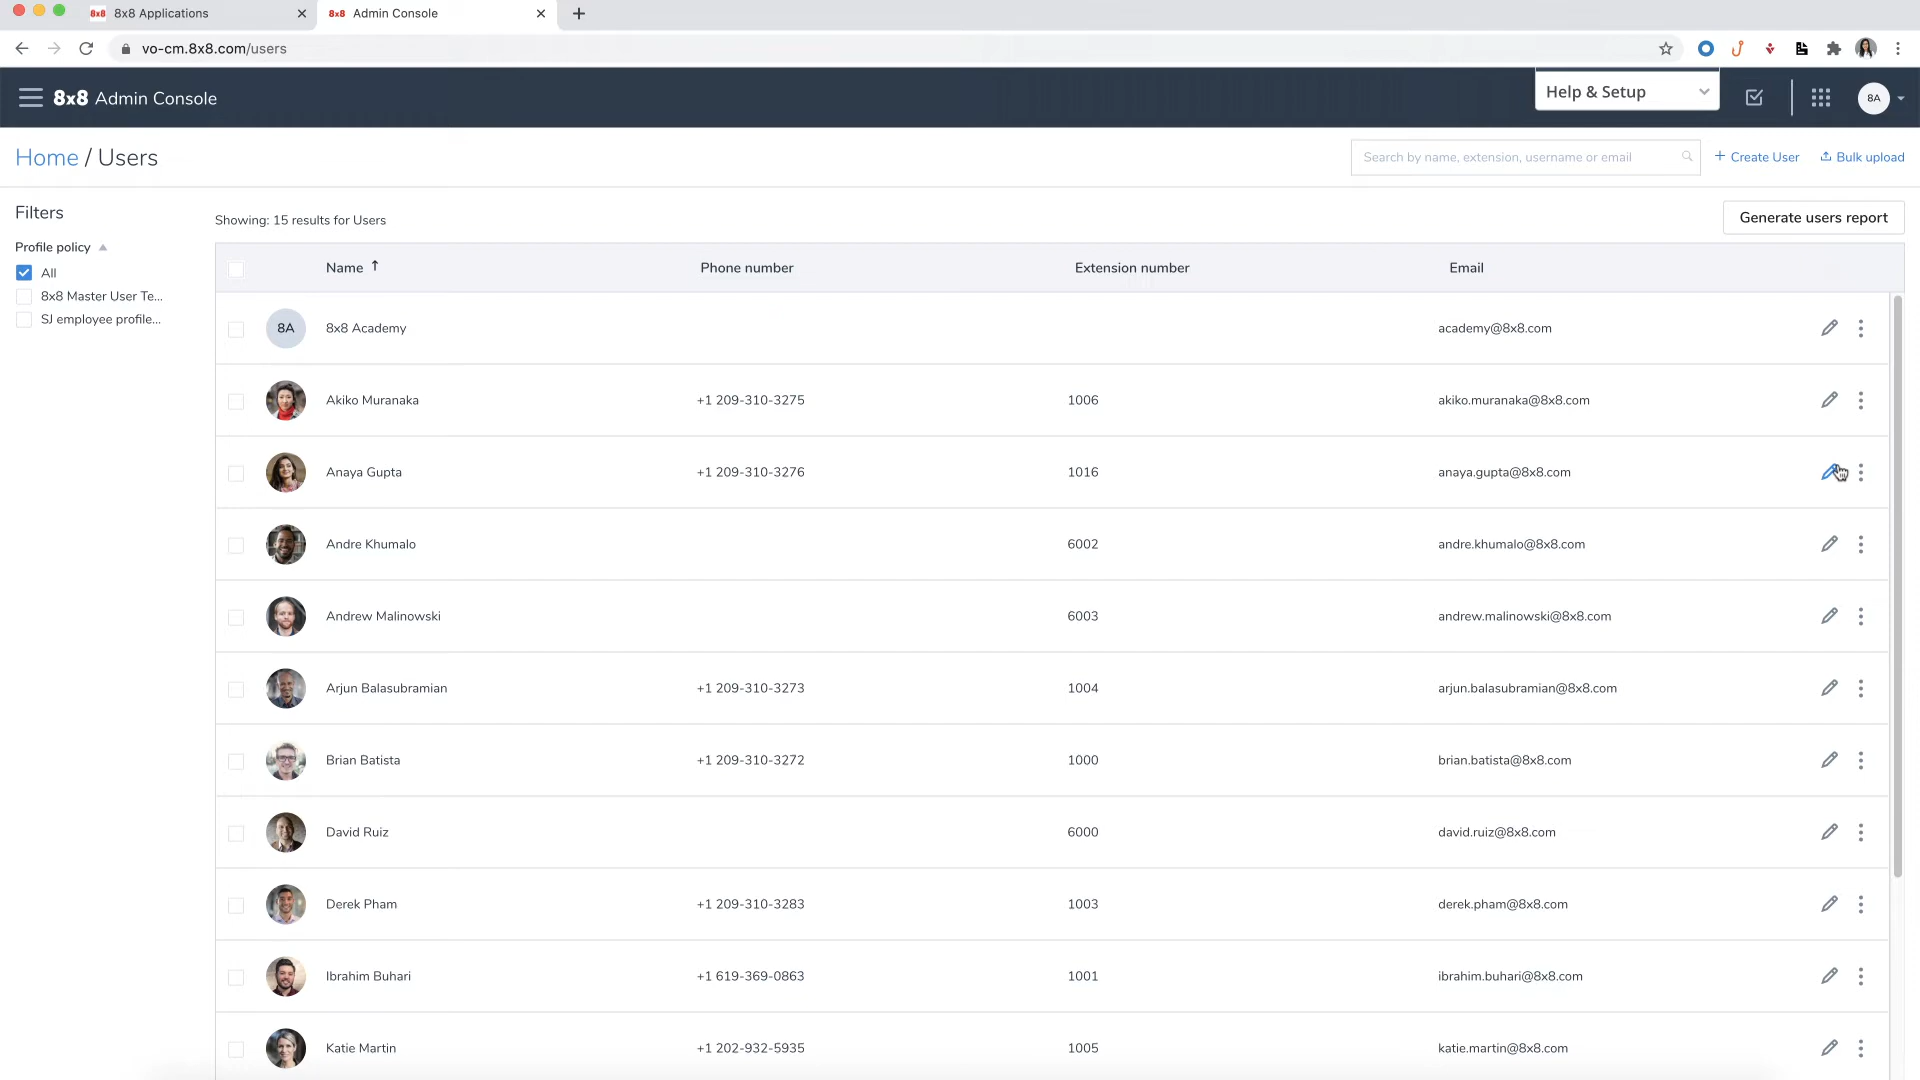 8x8 8x8 Applications
8x8 Admin Console
vo-cm.8x8.com/users
8x8 Admin Console
Help & Setup
8A
Home / Users
Search by name, extension, username or email
+ Create User
Bulk upload
Filters
Showing: 15 results for Users
Generate users report
Profile policy
All
8x8 Master User Te...
SJ employee profile...
Name ↑ Phone number Extension number Email
8A 8x8 Academy academy@8x8.com
Akiko Muranaka +1 209-310-3275 1006 akiko.muranaka@8x8.com
Anaya Gupta +1 209-310-3276 1016 anaya.gupta@8x8.com
Andre Khumalo 6002 andre.khumalo@8x8.com
Andrew Malinowski 6003 andrew.malinowski@8x8.com
Arjun Balasubramian +1 209-310-3273 1004 arjun.balasubramian@8x8.com
Brian Batista +1 209-310-3272 1000 brian.batista@8x8.com
David Ruiz 6000 david.ruiz@8x8.com
Derek Pham +1 209-310-3283 1003 derek.pham@8x8.com
Ibrahim Buhari +1 619-369-0863 1001 ibrahim.buhari@8x8.com
Katie Martin +1 202-932-5935 1005 katie.martin@8x8.com